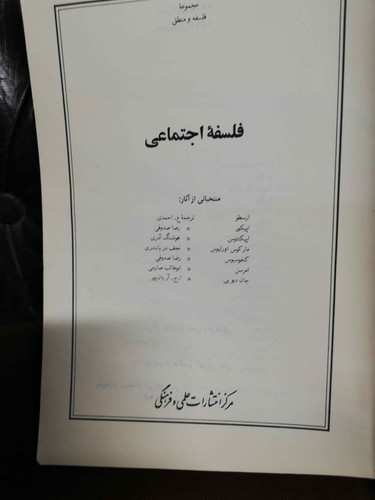 مجموعهٔ
فلسفه و منطق
فلسفهٔ اجتماعی
منتخباتی از آثار:
ارسطو ترجمهٔ ع. احمدی
اپیکور » رضا صدوقی
اپیکتتوس » هوشنگ آذری
مارکوس اورلیوس » نجف دریابندری
کنفوسیوس » رضا صدوقی
امرسن » ابوطالب صارمی
جان دیویی » ا.ح. آریانپور
مرکز انتشارات علمی و فرهنگی